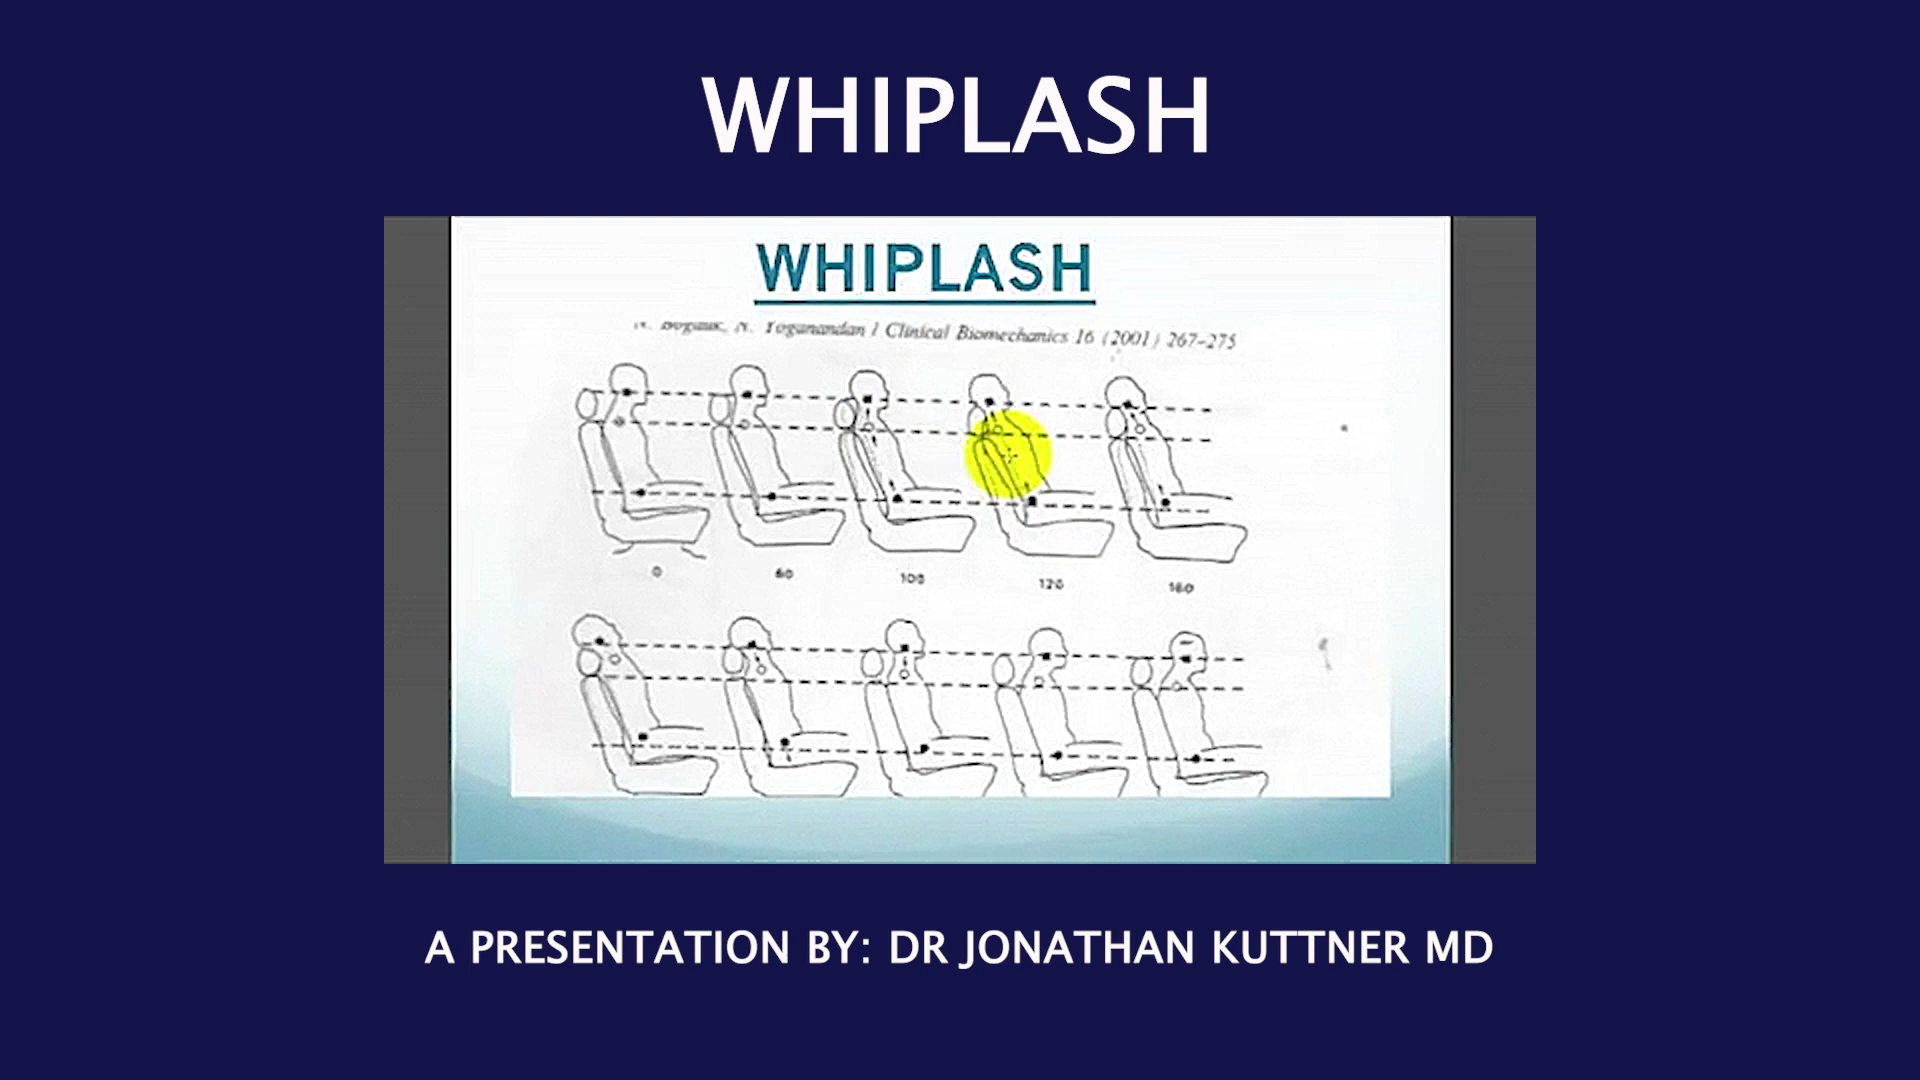 WHIPLASH
WHIPLASH
N. Yoganandan / Clinical Biomechanics 16 (2001) 267-275
0 60 100 120 160
A PRESENTATION BY: DR JONATHAN KUTTNER MD